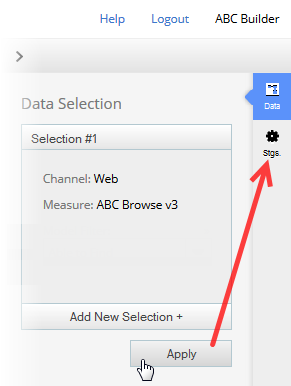 Help Logout ABC Builder
Data Selection
Data
Selection #1
Stgs.
Channel: Web
Measure: ABC Browse v3
Add New Selection +
Apply